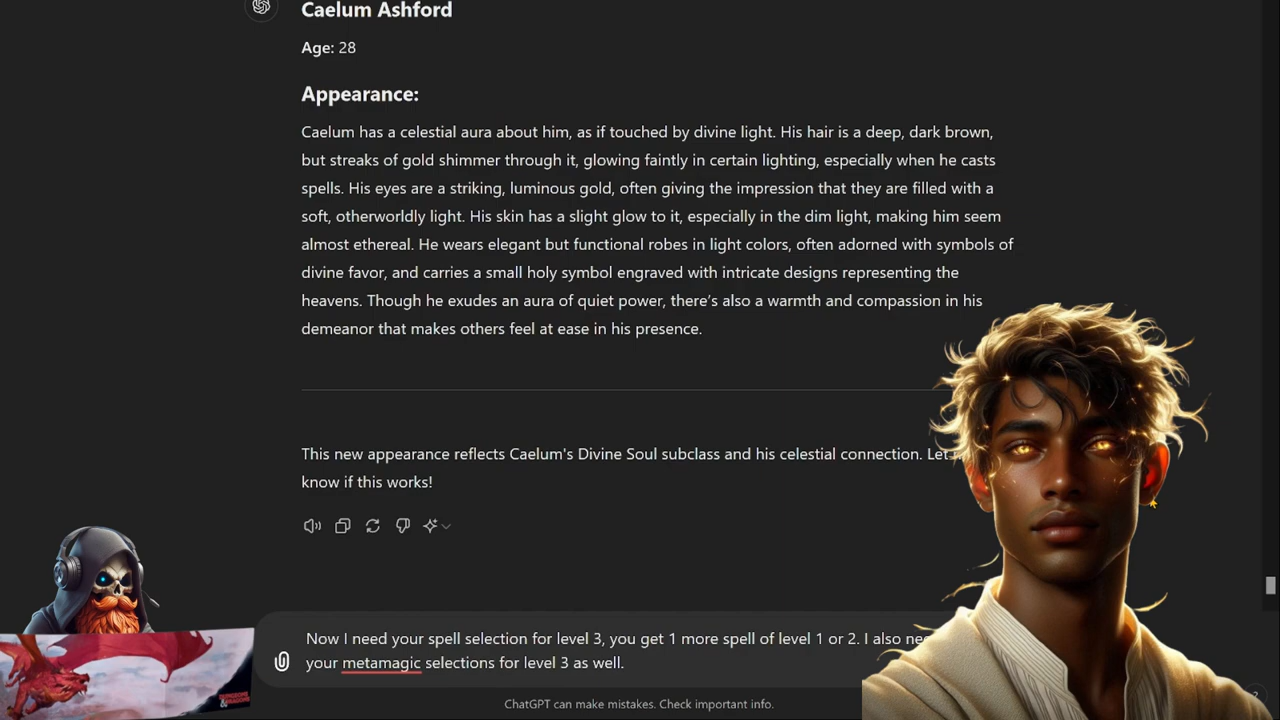 Caelum Ashford
Age: 28
Appearance:
Caelum has a celestial aura about him, as if touched by divine light. His hair is a deep, dark brown,
but streaks of gold shimmer through it, glowing faintly in certain lighting, especially when he casts
spells. His eyes are a striking, luminous gold, often giving the impression that they are filled with a
soft, otherworldly light. His skin has a slight glow to it, especially in the dim light, making him seem
almost ethereal. He wears elegant but functional robes in light colors, often adorned with symbols of
divine favor, and carries a small holy symbol engraved with intricate designs representing the
heavens. Though he exudes an aura of quiet power, there's also a warmth and compassion in his
demeanor that makes others feel at ease in his presence.
This new appearance reflects Caelum's Divine Soul subclass and his celestial connection. Let
know if this works!
Now I need your spell selection for level 3, you get 1 more spell of level 1 or 2. I also
your metamagic selections for level 3 as well.
ChatGPT can make mistakes. Check important info.
DUNGEONS
DRAGONS